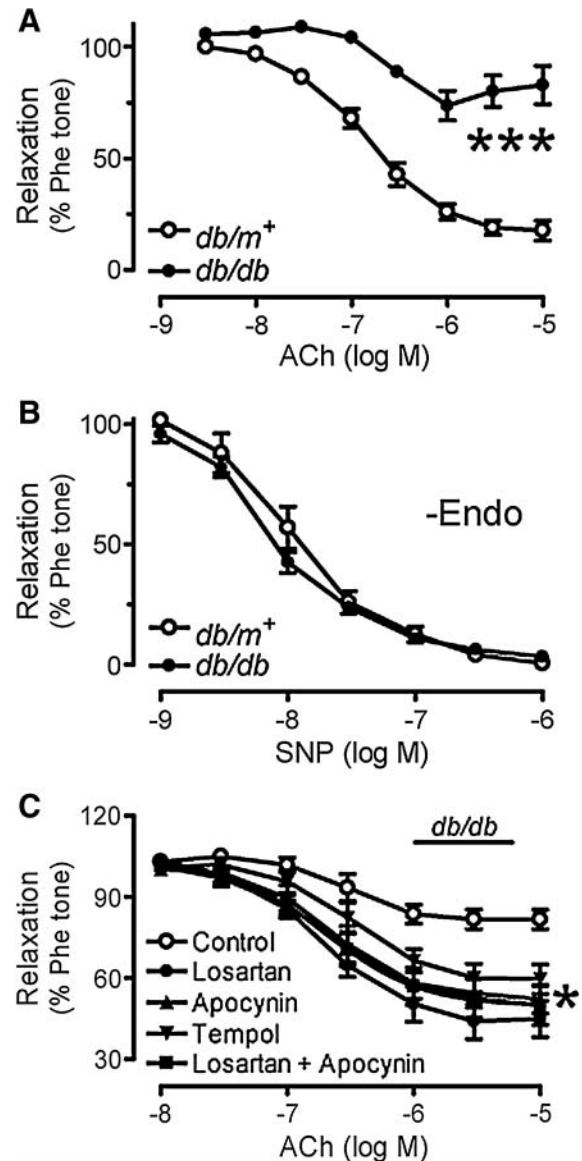 A
Relaxation
(% Phe tone)
100
50
0
db/m+
db/db
***
-9 -8 -7 -6 -5
ACh (log M)
B
Relaxation
(% Phe tone)
100
50
0
-Endo
db/m+
db/db
-9 -8 -7 -6
SNP (log M)
C
Relaxation
(% Phe tone)
120
90
60
30
db/db
Control
Losartan
Apocynin
Tempol
Losartan + Apocynin
*
-8 -7 -6 -5
ACh (log M)